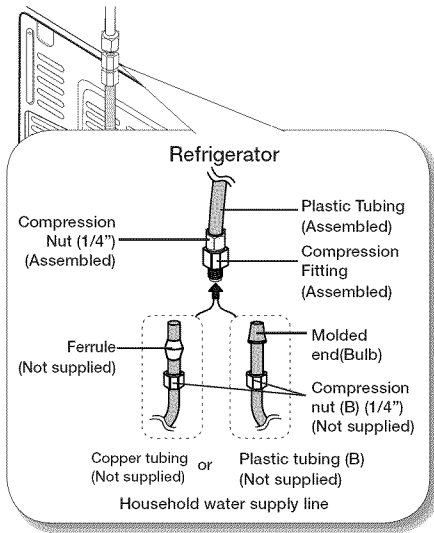 Refrigerator
Compression
Nut (1/4")
(Assembled)
Plastic Tubing
(Assembled)
Compression
Fitting
(Assembled)
Ferrule
(Not supplied)
Molded
end(Bulb)
Compression
nut (B) (1/4")
(Not supplied)
Copper tubing
(Not supplied)
or
Plastic tubing (B)
(Not supplied)
Household water supply line